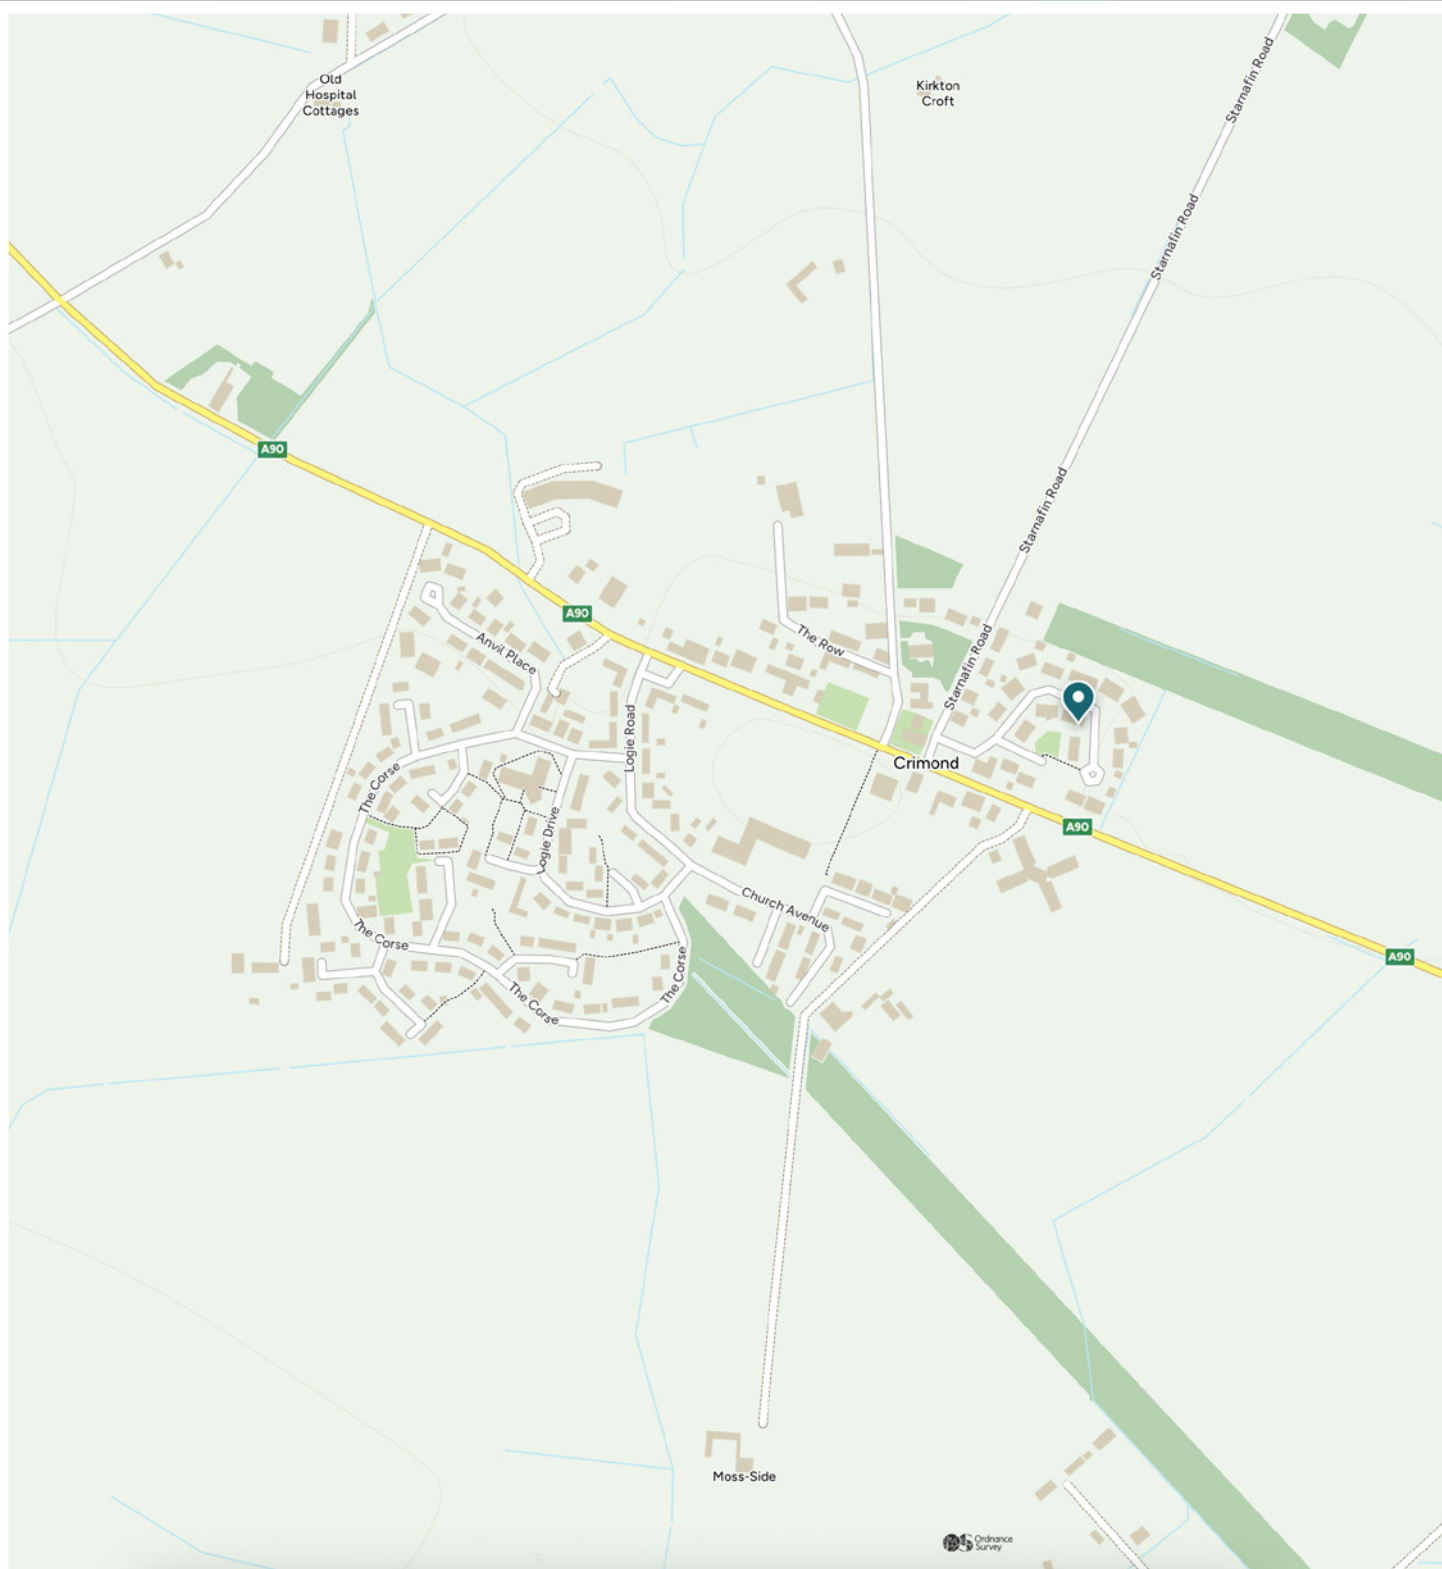 Old
Hospital
Cottages
Kirkton
Croft
Starnafin Road
Starnafin Road
A90
Starnafin Road
A90
The Row
Anvil Place
Starnafin Road
Logie Road
Crimond
The Corse
A90
Logie Drive
Church Avenue
The Corse
A90
The Corse
The Corse
Moss-Side
OS
Ordnance
Survey